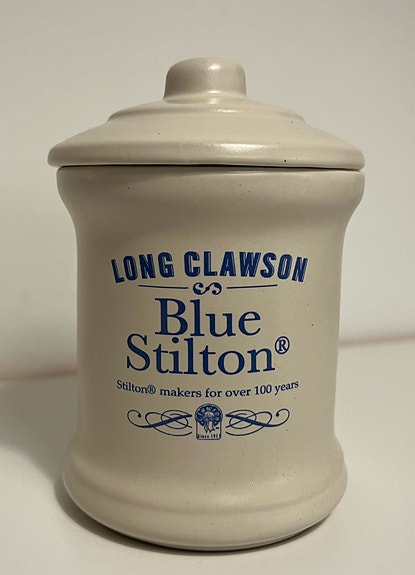 LONG CLAWSON
Blue
Stilton®
Stilton® makers for over 100 years